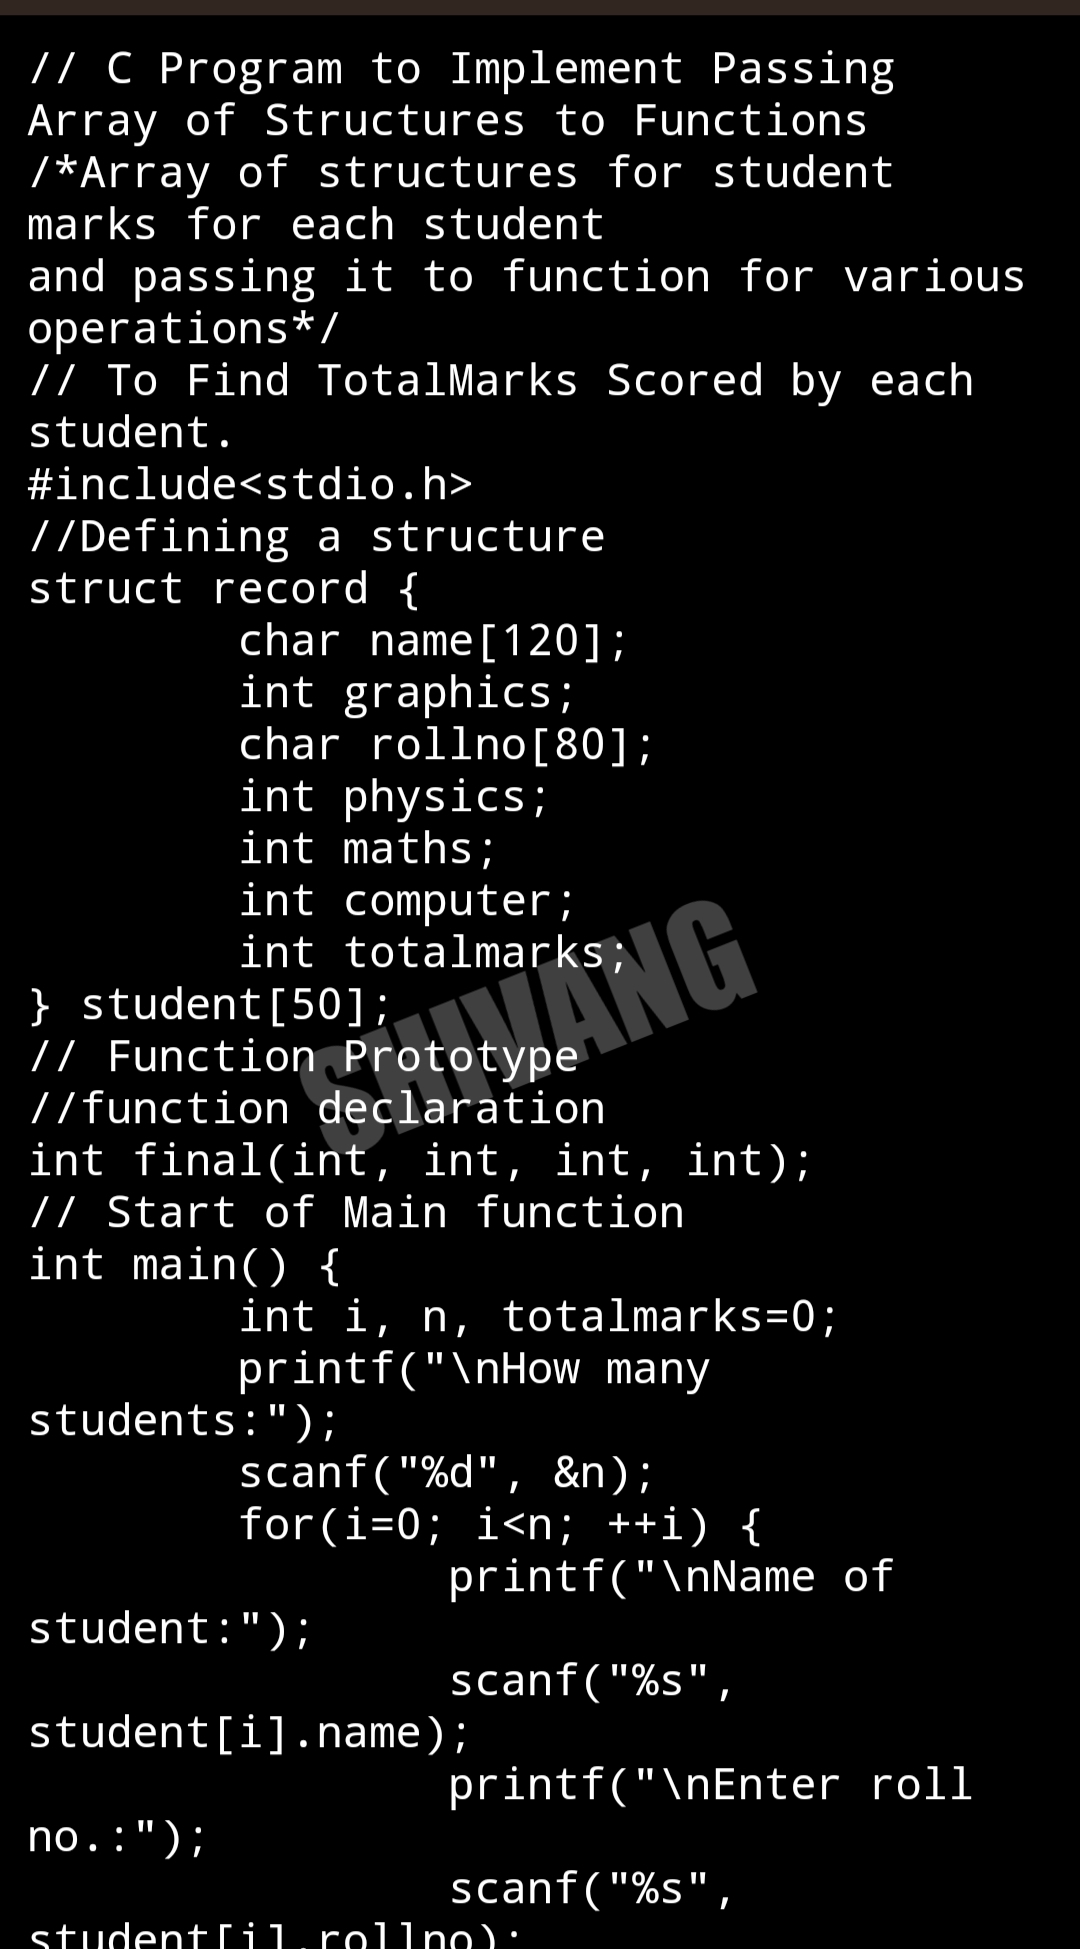 // C Program to Implement Passing
Array of Structures to Functions
/*Array of structures for student
marks for each student
and passing it to function for various
operations*/
// To Find TotalMarks Scored by each
student.
#include<stdio.h>
//Defining a structure
struct record {
        char name[120];
        int graphics;
        char rollno[80];
        int physics;
        int maths;
        int computer;
        int totalmarks;
} student[50];
// Function Prototype
//function declaration
int final(int, int, int, int);
// Start of Main function
int main() {
        int i, n, totalmarks=0;
        printf("\nHow many
students:");
        scanf("%d", &n);
        for(i=0; i<n; ++i) {
                printf("\nName of
student:");
                scanf("%s",
student[i].name);
                printf("\nEnter roll
no.:");
                scanf("%s",
student[i].rollno);
SHIVANG